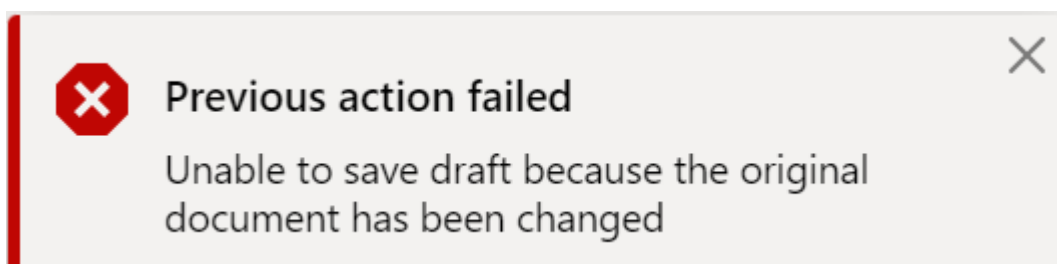 Previous action failed
Unable to save draft because the original
document has been changed